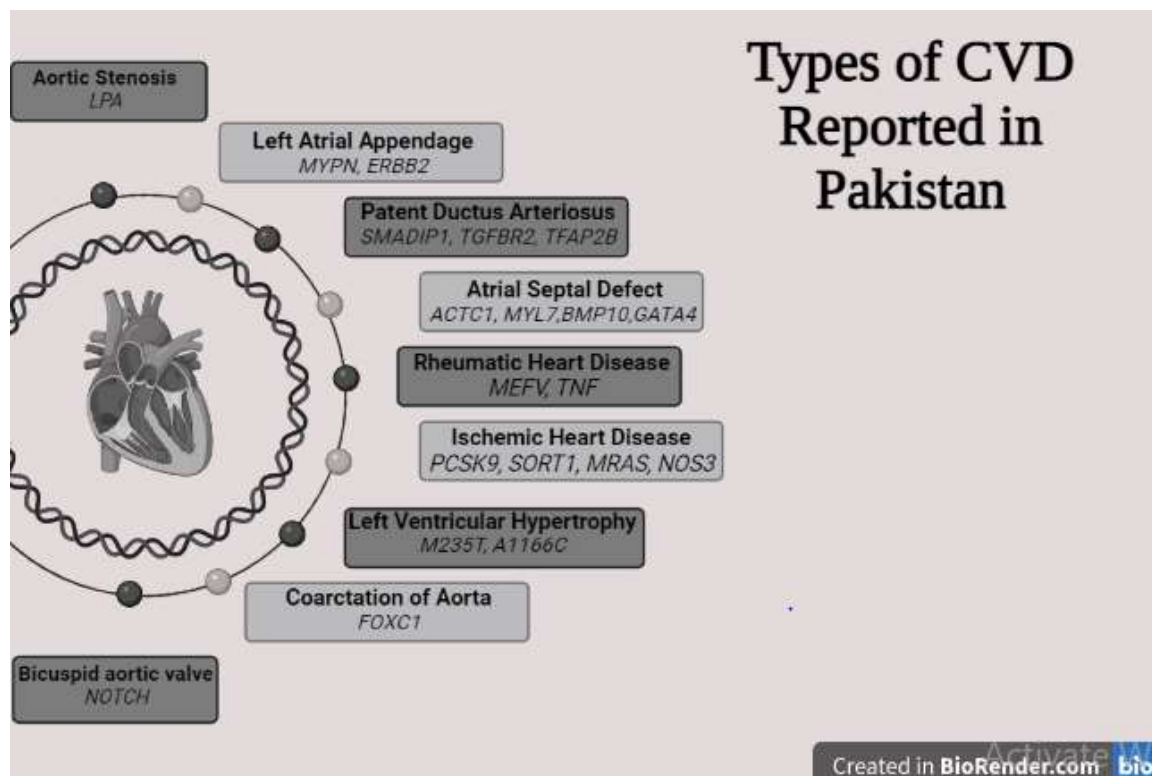 Types of CVD
Reported in
Pakistan
Aortic Stenosis
LPA
Left Atrial Appendage
MYPN, ERBB2
Patent Ductus Arteriosus
SMADIP1, TGFBR2, TFAP2B
Atrial Septal Defect
ACTC1, MYL7,BMP10,GATA4
Rheumatic Heart Disease
MEFV, TNF
Ischemic Heart Disease
PCSK9, SORT1, MRAS, NOS3
Left Ventricular Hypertrophy
M235T, A1166C
Coarctation of Aorta
FOXC1
Bicuspid aortic valve
NOTCH
Activate W
Created in BioRender.com bio